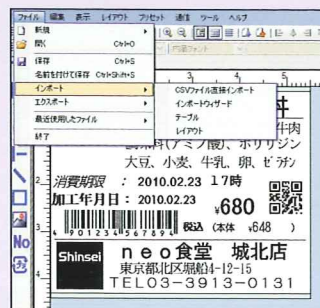 ファイル 編集 表示 レイアウト プリセット 通信 ツール ヘルプ
新規
開く Ctrl+O
保存 Ctrl+S
名前を付けて保存 Ctrl+Shift+S
インポート
エクスポート
最近使用したファイル
終了
CSVファイル直接インポート
インポートウィザード
テーブル
レイアウト
丼
牛肉
(アミノ酸)、ホリリジン
大豆、小麦、牛乳、卵、ゼラチン
消費期限 : 2010.02.23 17時
加工年月日 : 2010.02.23
¥680
税込 (本体 ¥648 )
4 901234 567894
Shinsei
neo食堂 城北店
東京都北区堀船4-12-15
TEL03-3913-0131
No